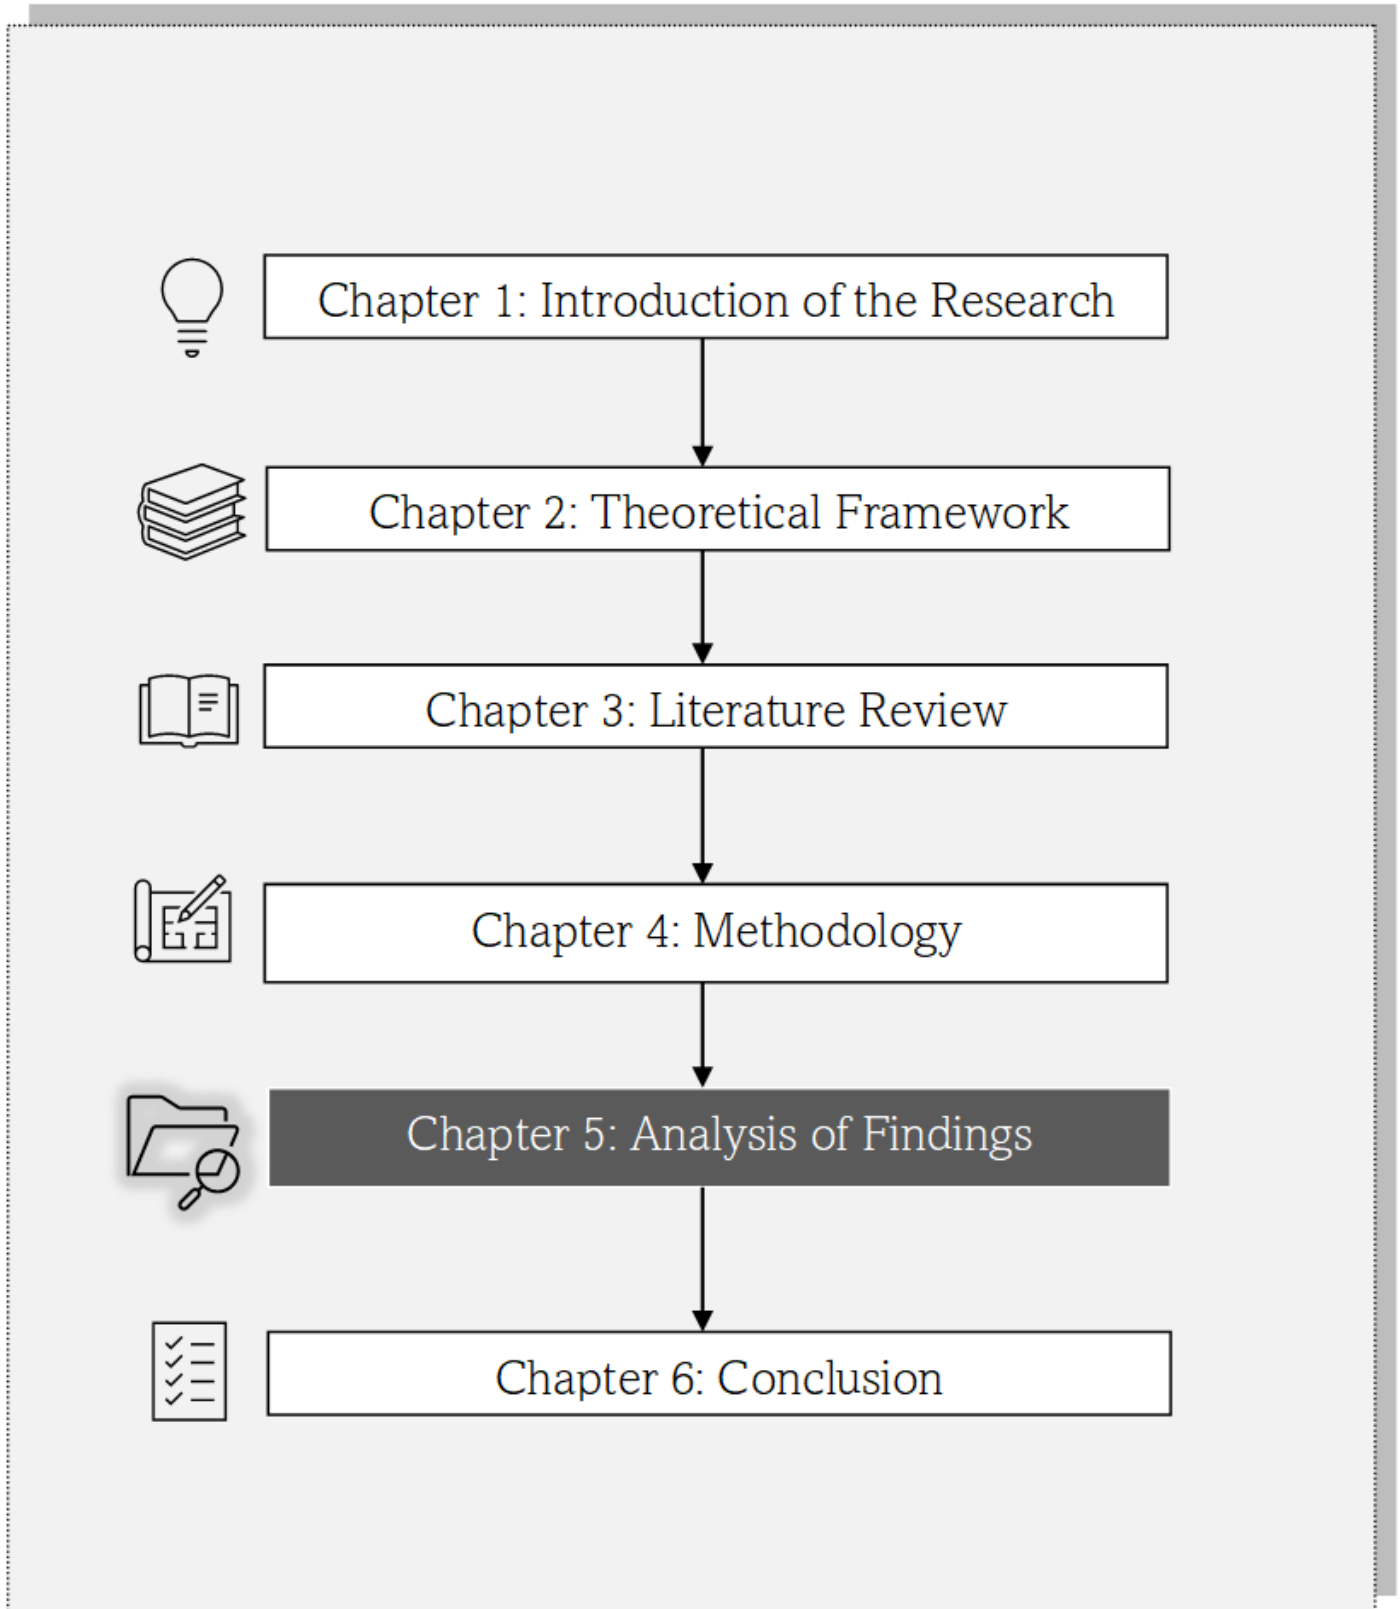 Chapter 1: Introduction of the Research
Chapter 2: Theoretical Framework
Chapter 3: Literature Review
Chapter 4: Methodology
Chapter 5: Analysis of Findings
Chapter 6: Conclusion